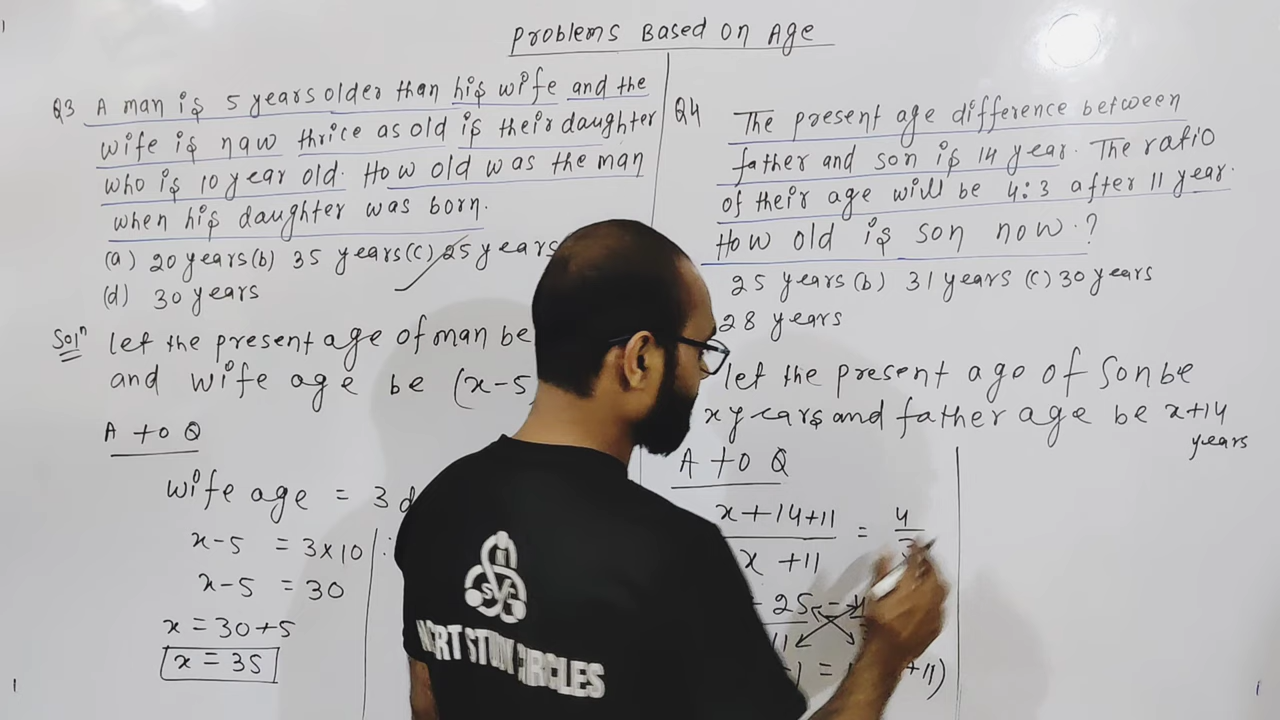 Problems Based On Age
Q3 A man is 5 years older than his wife and the
wife is naw thrice as old is their daughter
who is 10 year old. How old was the man
when his daughter was born.
(a) 20 years (b) 35 years (c) 25 years
(d) 30 years
Solⁿ let the present age of man be
and wife age be (x-5
A to Q
wife age = 3 d
x-5 = 3×10
x-5 = 30
x = 30+5
x = 35
Q4 The present age difference between
father and son is 14 year. The ratio
of their age will be 4:3 after 11 year.
How old is son now.?
25 years (b) 31 years (c) 30 years
28 years
let the present age of Son be
x years and father age be x+14
years
A to Q
x+14+11 = 4
x +11
25 =
11
= +11)
NCRT STUDY CIRCLES